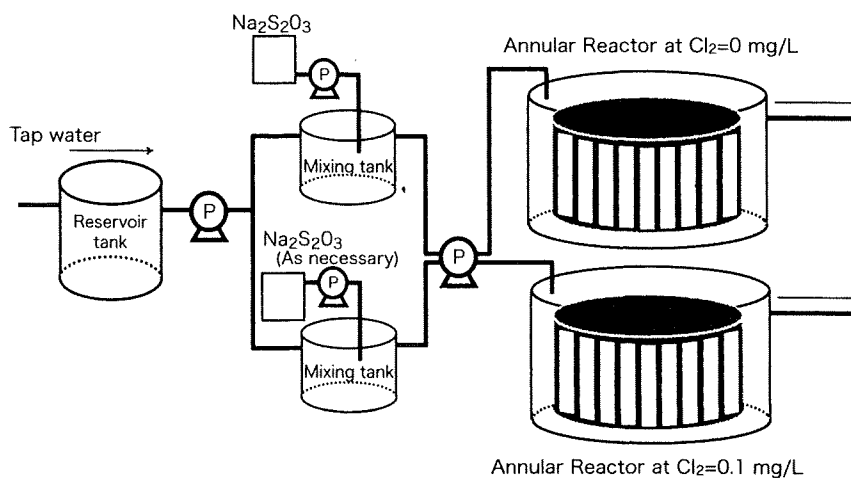 Na₂S₂O₃
P
Annular Reactor at Cl₂=0 mg/L
Tap water
Mixing tank
P
Reservoir
tank
Na₂S₂O₃
(As necessary)
P
P
Mixing tank
Annular Reactor at Cl₂=0.1 mg/L